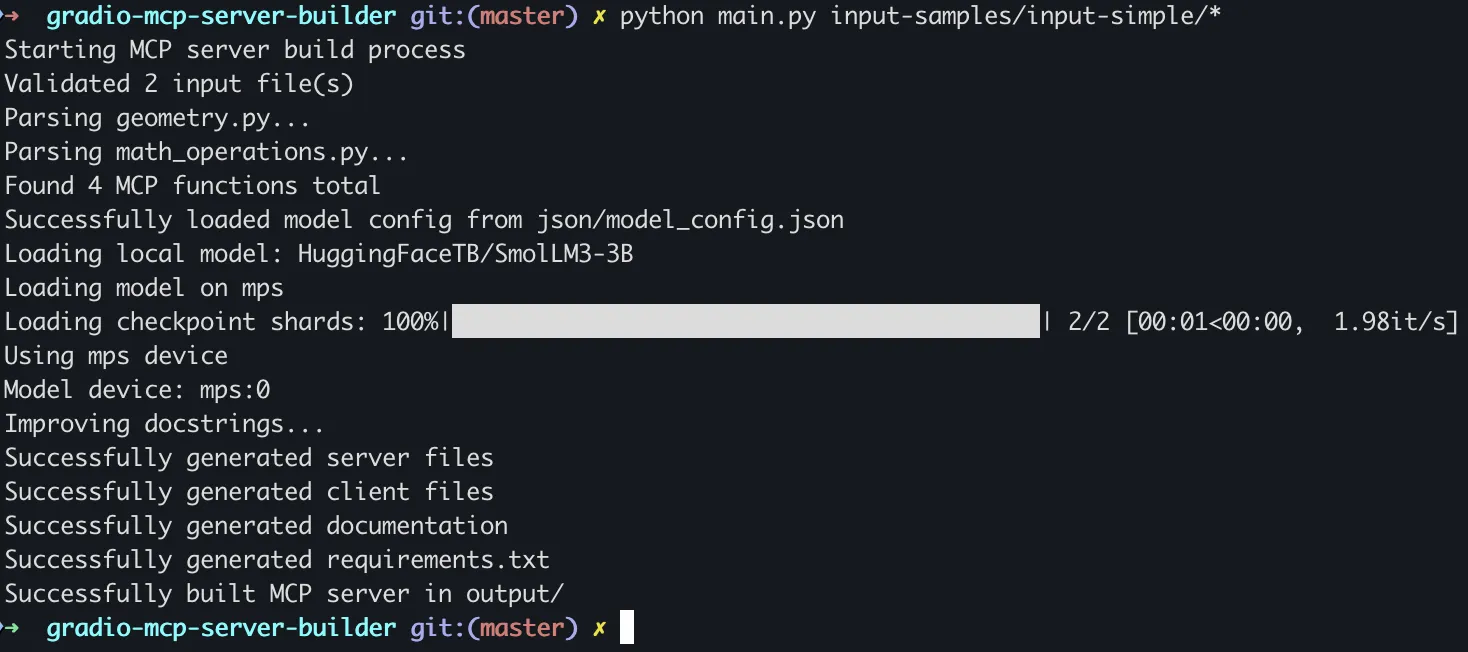 ➜ gradio-mcp-server-builder git:(master) ✗ python main.py input-samples/input-simple/*
Starting MCP server build process
Validated 2 input file(s)
Parsing geometry.py...
Parsing math_operations.py...
Found 4 MCP functions total
Successfully loaded model config from json/model_config.json
Loading local model: HuggingFaceTB/SmolLM3-3B
Loading model on mps
Loading checkpoint shards: 100%|██████████| 2/2 [00:01<00:00,  1.98it/s]
Using mps device
Model device: mps:0
Improving docstrings...
Successfully generated server files
Successfully generated client files
Successfully generated documentation
Successfully generated requirements.txt
Successfully built MCP server in output/
➜ gradio-mcp-server-builder git:(master) ✗